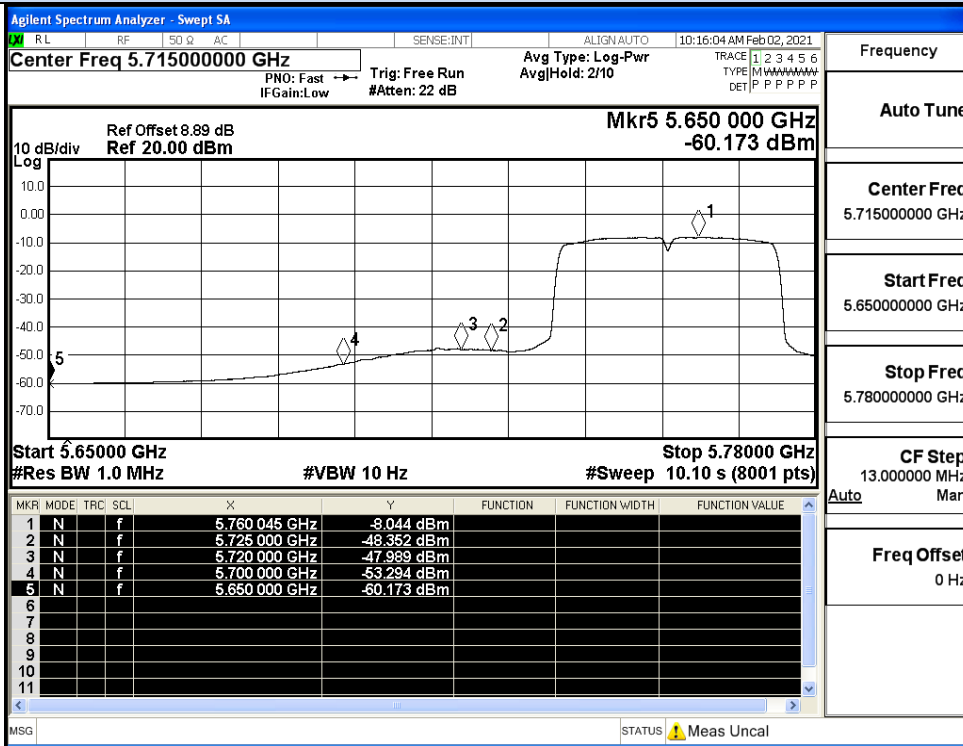 Agilent Spectrum Analyzer - Swept SA
LXI RL RF 50 Ω AC SENSE:INT ALIGN AUTO 10:16:04 AM Feb 02, 2021
Center Freq 5.715000000 GHz
PNO: Fast
IFGain:Low
Trig: Free Run
#Atten: 22 dB
Avg Type: Log-Pwr
Avg|Hold: 2/10
TRACE 1 2 3 4 5 6
TYPE M WWWWW
DET P P P P P P
Ref Offset 8.89 dB
10 dB/div Ref 20.00 dBm
Log
Mkr5 5.650 000 GHz
-60.173 dBm
10.0
0.00
-10.0
-20.0
-30.0
-40.0
-50.0
-60.0
-70.0
1
2
3
4
5
Start 5.65000 GHz Stop 5.78000 GHz
#Res BW 1.0 MHz #VBW 10 Hz #Sweep 10.10 s (8001 pts)
MKR MODE TRC SCL X Y FUNCTION FUNCTION WIDTH FUNCTION VALUE
1 N f 5.760 045 GHz -8.044 dBm
2 N f 5.725 000 GHz -48.352 dBm
3 N f 5.720 000 GHz -47.989 dBm
4 N f 5.700 000 GHz -53.294 dBm
5 N f 5.650 000 GHz -60.173 dBm
6
7
8
9
10
11
MSG STATUS Meas Uncal
Frequency
Auto Tune
Center Freq
5.715000000 GHz
Start Freq
5.650000000 GHz
Stop Freq
5.780000000 GHz
CF Step
13.000000 MHz
Auto Man
Freq Offset
0 Hz